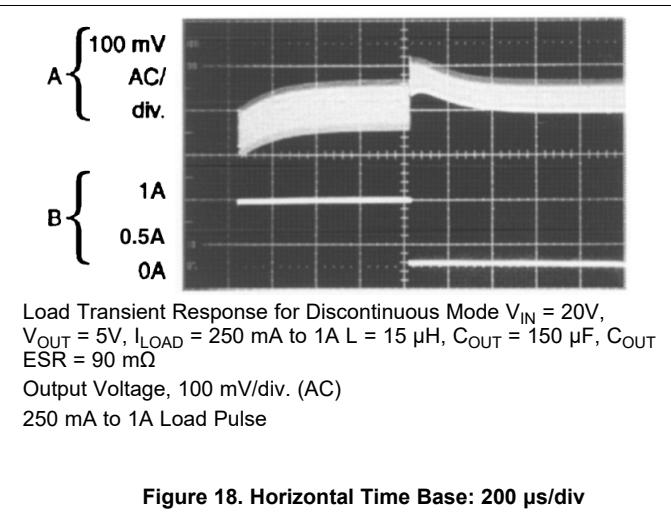 A
100 mV
AC/
div.
B
1A
0.5A
0A
Load Transient Response for Discontinuous Mode V_IN = 20V,
V_OUT = 5V, I_LOAD = 250 mA to 1A L = 15 µH, C_OUT = 150 µF, C_OUT
ESR = 90 mΩ
Output Voltage, 100 mV/div. (AC)
250 mA to 1A Load Pulse
Figure 18. Horizontal Time Base: 200 µs/div